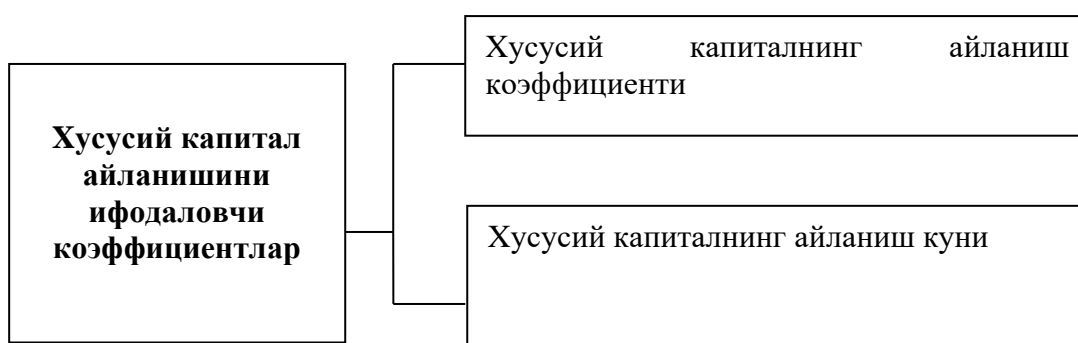 Хусусий капитал
айланишини
ифодаловчи
коэффициентлар
Хусусий капиталнинг айланиш
коэффициенти
Хусусий капиталнинг айланиш куни